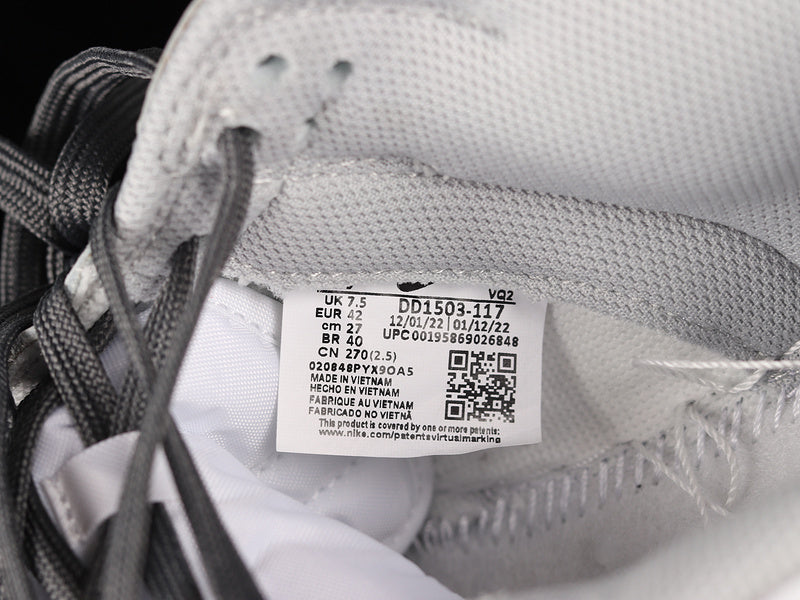 VQ2
UK 7.5
EUR 42
cm 27
BR 40
CN 270(2.5)
DD1503-117
12/01/22 | 01/12/22
UPC00195869026848
020848PYX9OA5
MADE IN VIETNAM
HECHO EN VIETNAM
FABRIQUE AU VIETNAM
FABRICADO NO VIETNÃ
This product is covered by one or more patents:
www.nike.com/patentsvirtualmarking